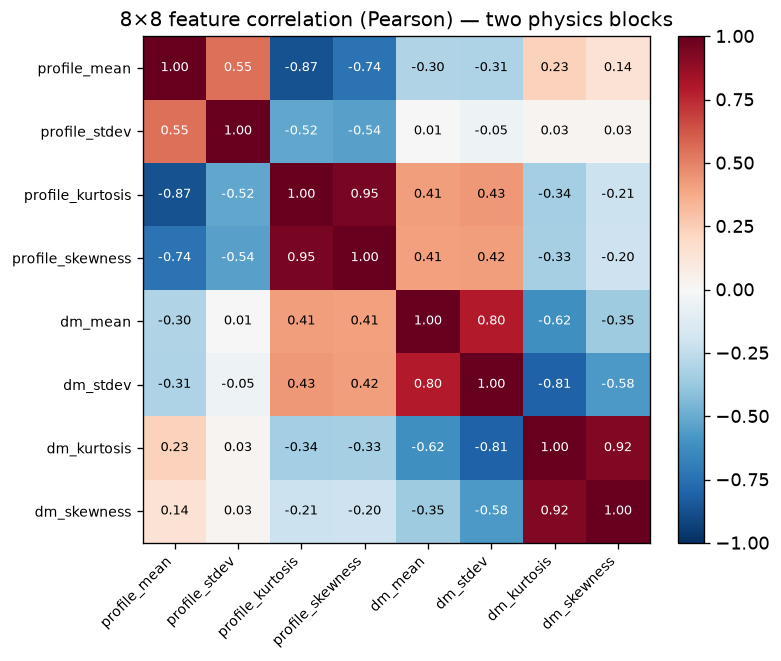 8×8 feature correlation (Pearson) — two physics blocks
profile_mean 1.00 0.55 -0.87 -0.74 -0.30 -0.31 0.23 0.14
profile_stdev 0.55 1.00 -0.52 -0.54 0.01 -0.05 0.03 0.03
profile_kurtosis -0.87 -0.52 1.00 0.95 0.41 0.43 -0.34 -0.21
profile_skewness -0.74 -0.54 0.95 1.00 0.41 0.42 -0.33 -0.20
dm_mean -0.30 0.01 0.41 0.41 1.00 0.80 -0.62 -0.35
dm_stdev -0.31 -0.05 0.43 0.42 0.80 1.00 -0.81 -0.58
dm_kurtosis 0.23 0.03 -0.34 -0.33 -0.62 -0.81 1.00 0.92
dm_skewness 0.14 0.03 -0.21 -0.20 -0.35 -0.58 0.92 1.00
profile_mean
profile_stdev
profile_kurtosis
profile_skewness
dm_mean
dm_stdev
dm_kurtosis
dm_skewness
1.00
0.75
0.50
0.25
0.00
−0.25
−0.50
−0.75
−1.00